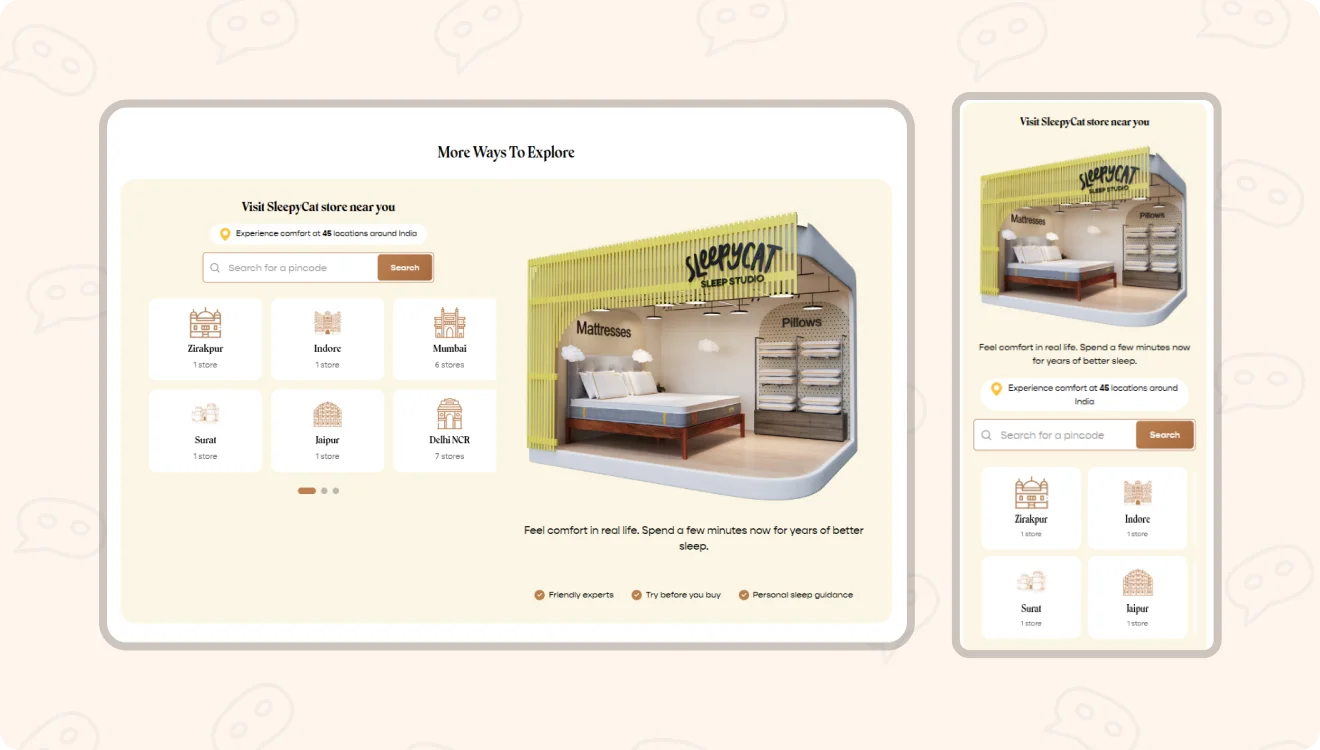 More Ways To Explore
Visit SleepyCat store near you
Experience comfort at 45 locations around India
Search for a pincode
Search
Zirakpur
1 store
Indore
1 store
Mumbai
6 stores
Surat
1 store
Jaipur
1 store
Delhi NCR
7 stores
SLEEPYCAT
SLEEP STUDIO
Mattresses
Pillows
Feel comfort in real life. Spend a few minutes now for years of better
sleep.
Friendly experts
Try before you buy
Personal sleep guidance
Visit SleepyCat store near you
SLEEPYCAT
SLEEP STUDIO
Mattresses
Pillows
Feel comfort in real life. Spend a few minutes now
for years of better sleep.
Experience comfort at 45 locations around
India
Search for a pincode
Search
Zirakpur
1 store
Indore
1 store
Surat
1 store
Jaipur
1 store